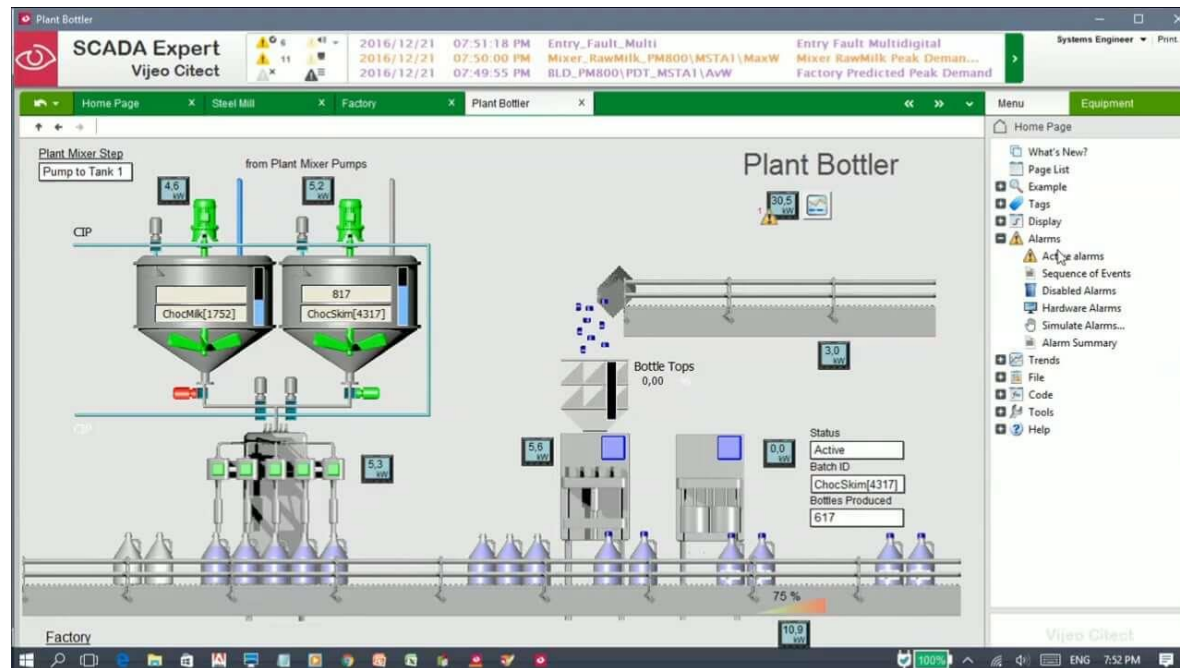 Plant Bottler
SCADA Expert
Vijeo Citect
6
11
2016/12/21 07:51:18 PM Entry_Fault_Multi Entry Fault Multidigital
2016/12/21 07:50:00 PM Mixer_RawMilk_PM800\MSTA1\MaxW Mixer RawMilk Peak Deman...
2016/12/21 07:49:55 PM BLD_PM800\PDT_MSTA1\AvW Factory Predicted Peak Demand
Systems Engineer Print
Home Page X Steel Mill X Factory X Plant Bottler X
Menu Equipment
Home Page
What's New?
Page List
Example
Tags
Display
Alarms
Active alarms
Sequence of Events
Disabled Alarms
Hardware Alarms
Simulate Alarms...
Alarm Summary
Trends
File
Code
Tools
Help
Plant Mixer Step
Pump to Tank 1
from Plant Mixer Pumps
Plant Bottler
4,6 kW
5,2 kW
1
30,5 kW
CIP
817
ChocMilk[1752]
ChocSkim[4317]
3,0 kW
Bottle Tops
0,00 %
CIP
5,3 kW
5,6 kW
0,0 kW
Status
Active
Batch ID
ChocSkim[4317]
Bottles Produced
617
75 %
10,9 kW
Factory
Vijeo Citect
100%
ENG 7:52 PM